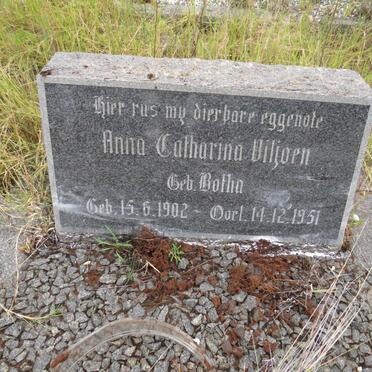 Hier rus my dierbare eggenote
Anna Catharina Viljoen
Geb. Botha
Geb. 15.6.1902 - Oorl. 14.12.1951